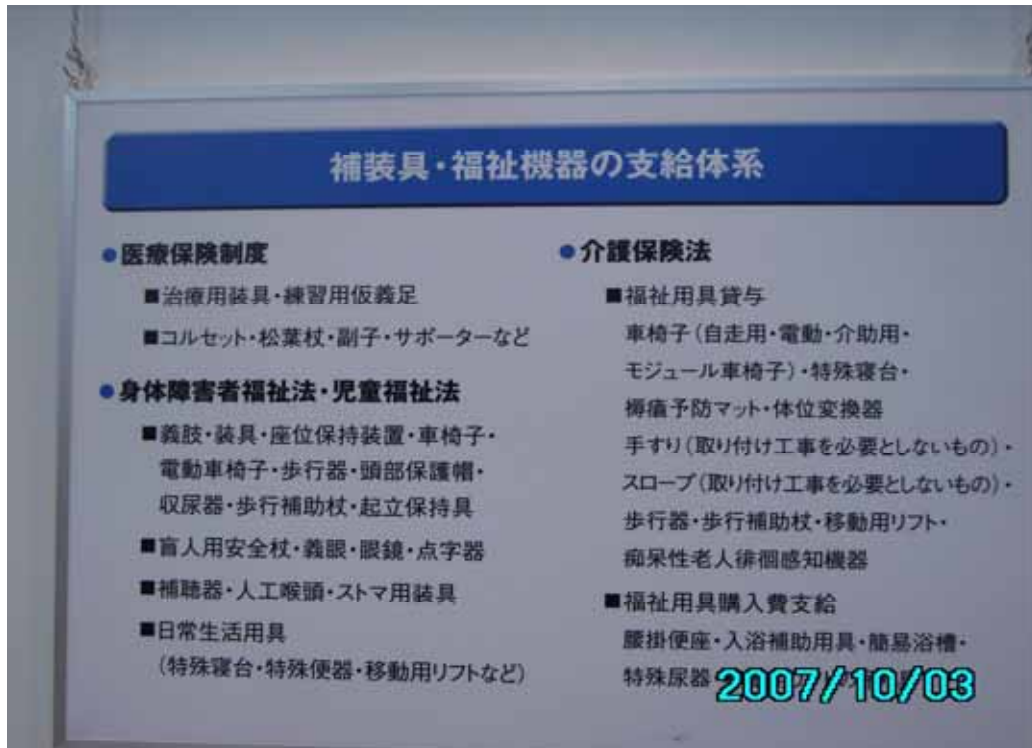 補装具・福祉機器の支給体系
●医療保険制度
■治療用装具・練習用仮義足
■コルセット・松葉杖・副子・サポーターなど
●身体障害者福祉法・児童福祉法
■義肢・装具・座位保持装置・車椅子・
電動車椅子・歩行器・頭部保護帽・
収尿器・歩行補助杖・起立保持具
■盲人用安全杖・義眼・眼鏡・点字器
■補聴器・人工喉頭・ストマ用装具
■日常生活用具
(特殊寝台・特殊便器・移動用リフトなど)
●介護保険法
■福祉用具貸与
車椅子(自走用・電動・介助用・
モジュール車椅子)・特殊寝台・
褥瘡予防マット・体位変換器
手すり(取り付け工事を必要としないもの)・
スロープ(取り付け工事を必要としないもの)・
歩行器・歩行補助杖・移動用リフト・
痴呆性老人徘徊感知機器
■福祉用具購入費支給
腰掛便座・入浴補助用具・簡易浴槽・
特殊尿器・
2007/10/03